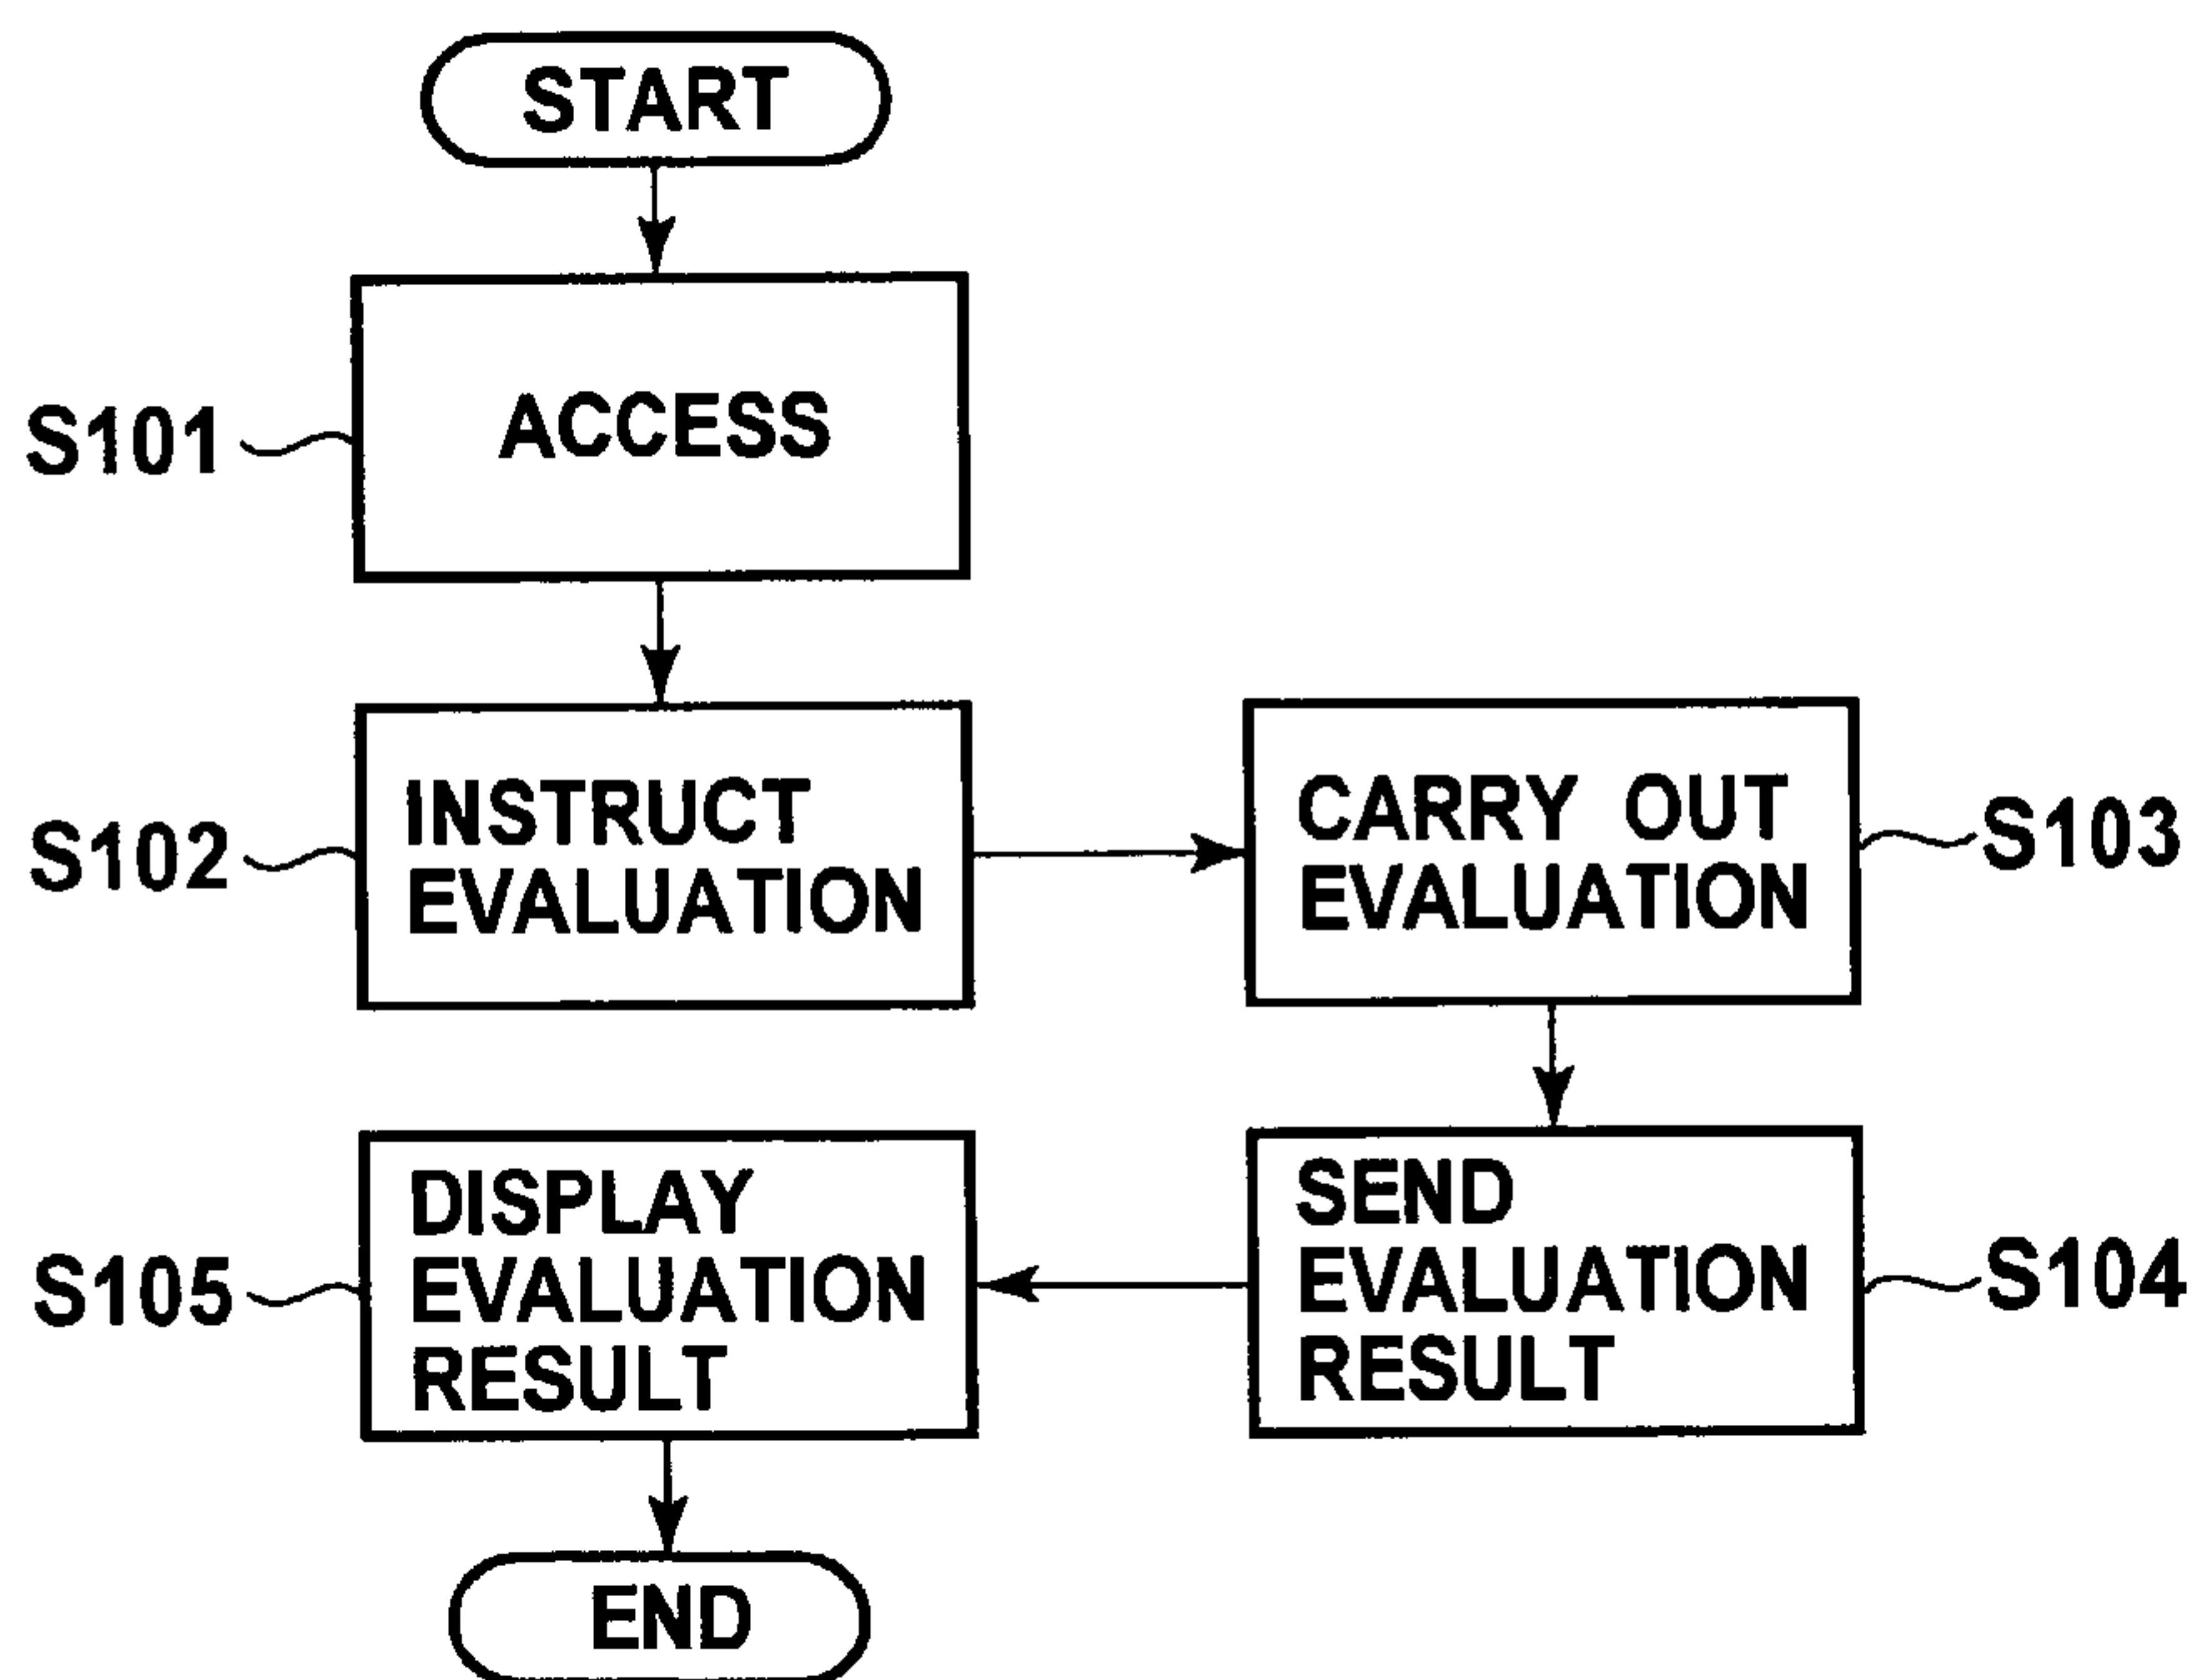 START
S101
ACCESS
S102
INSTRUCT
EVALUATION
CARRY OUT
EVALUATION
S103
SEND
EVALUATION
RESULT
S104
S105
DISPLAY
EVALUATION
RESULT
END